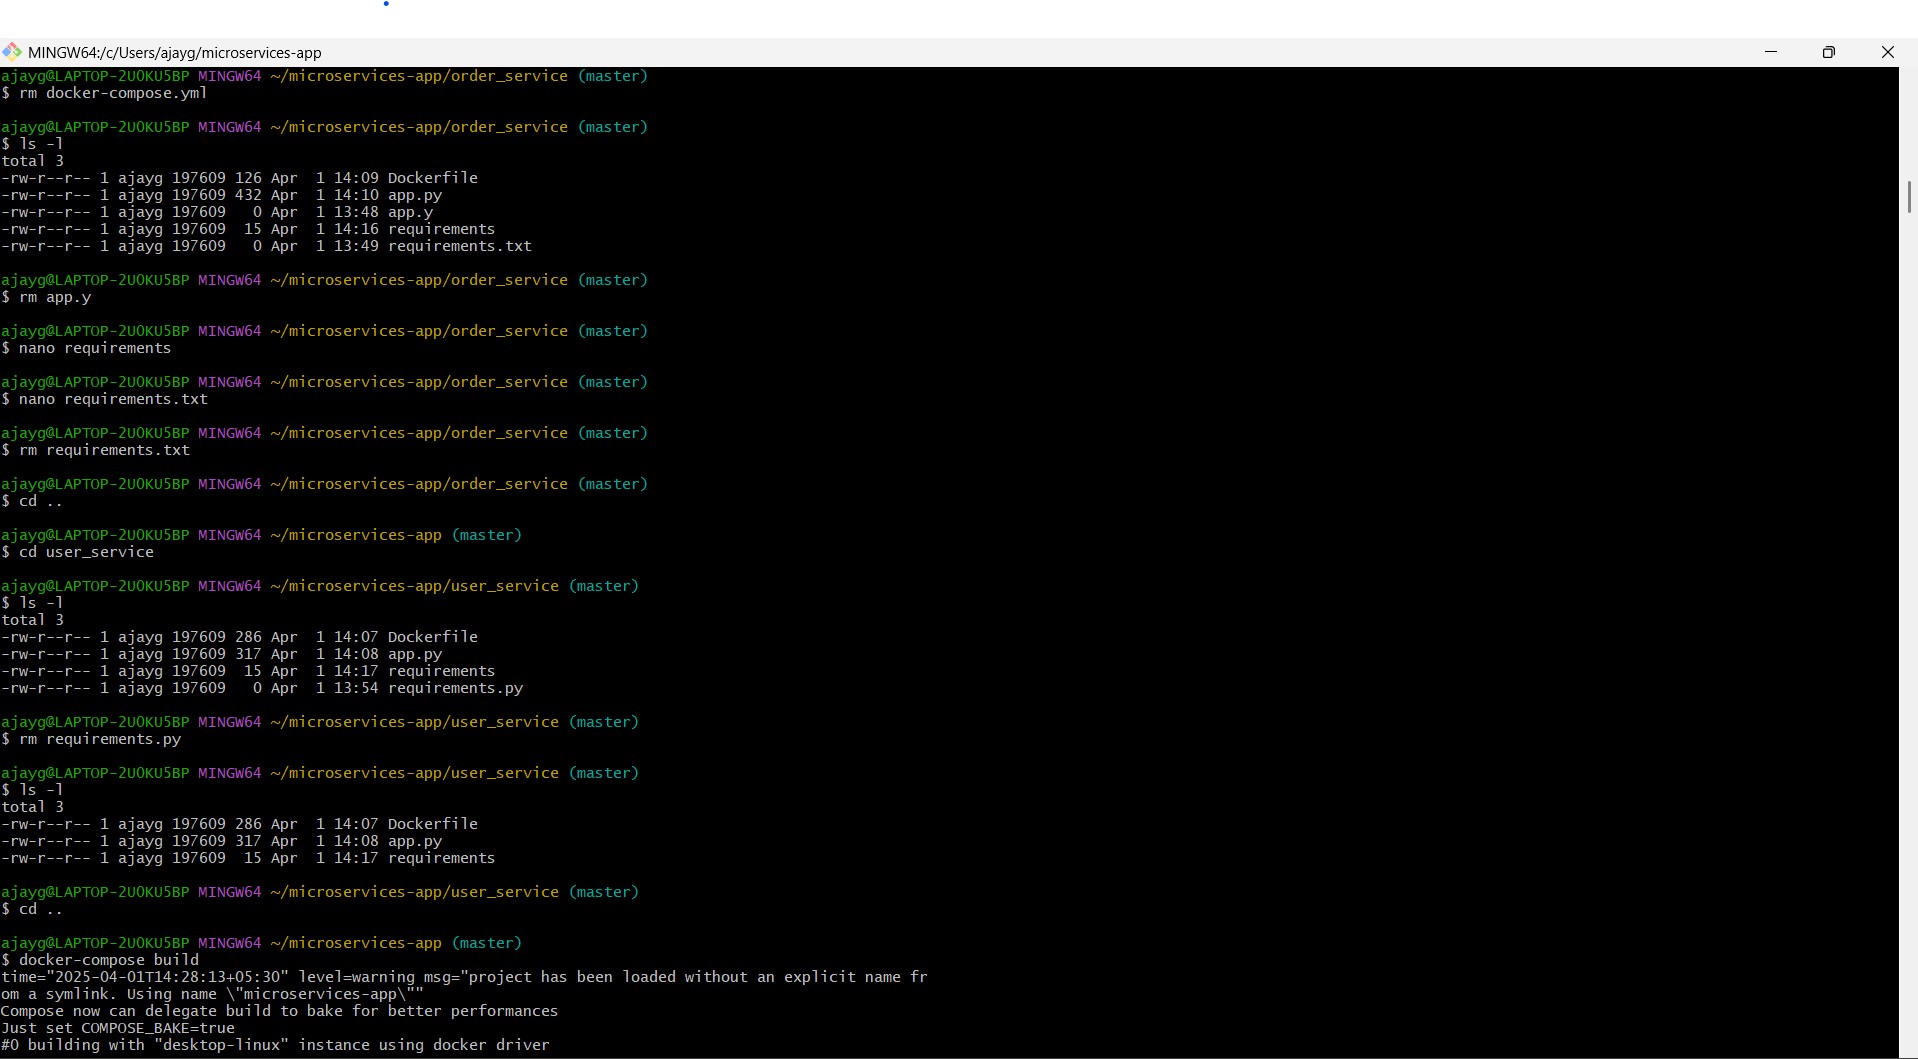 MINGW64:/c/Users/ajayg/microservices-app
ajayg@LAPTOP-2U0KU5BP MINGW64 ~/microservices-app/order_service (master)
$ rm docker-compose.yml
ajayg@LAPTOP-2U0KU5BP MINGW64 ~/microservices-app/order_service (master)
$ ls -l
total 3
-rw-r--r-- 1 ajayg 197609 126 Apr  1 14:09 Dockerfile
-rw-r--r-- 1 ajayg 197609 432 Apr  1 14:10 app.py
-rw-r--r-- 1 ajayg 197609   0 Apr  1 13:48 app.y
-rw-r--r-- 1 ajayg 197609  15 Apr  1 14:16 requirements
-rw-r--r-- 1 ajayg 197609   0 Apr  1 13:49 requirements.txt
ajayg@LAPTOP-2U0KU5BP MINGW64 ~/microservices-app/order_service (master)
$ rm app.y
ajayg@LAPTOP-2U0KU5BP MINGW64 ~/microservices-app/order_service (master)
$ nano requirements
ajayg@LAPTOP-2U0KU5BP MINGW64 ~/microservices-app/order_service (master)
$ nano requirements.txt
ajayg@LAPTOP-2U0KU5BP MINGW64 ~/microservices-app/order_service (master)
$ rm requirements.txt
ajayg@LAPTOP-2U0KU5BP MINGW64 ~/microservices-app/order_service (master)
$ cd ..
ajayg@LAPTOP-2U0KU5BP MINGW64 ~/microservices-app (master)
$ cd user_service
ajayg@LAPTOP-2U0KU5BP MINGW64 ~/microservices-app/user_service (master)
$ ls -l
total 3
-rw-r--r-- 1 ajayg 197609 286 Apr  1 14:07 Dockerfile
-rw-r--r-- 1 ajayg 197609 317 Apr  1 14:08 app.py
-rw-r--r-- 1 ajayg 197609  15 Apr  1 14:17 requirements
-rw-r--r-- 1 ajayg 197609   0 Apr  1 13:54 requirements.py
ajayg@LAPTOP-2U0KU5BP MINGW64 ~/microservices-app/user_service (master)
$ rm requirements.py
ajayg@LAPTOP-2U0KU5BP MINGW64 ~/microservices-app/user_service (master)
$ ls -l
total 3
-rw-r--r-- 1 ajayg 197609 286 Apr  1 14:07 Dockerfile
-rw-r--r-- 1 ajayg 197609 317 Apr  1 14:08 app.py
-rw-r--r-- 1 ajayg 197609  15 Apr  1 14:17 requirements
ajayg@LAPTOP-2U0KU5BP MINGW64 ~/microservices-app/user_service (master)
$ cd ..
ajayg@LAPTOP-2U0KU5BP MINGW64 ~/microservices-app (master)
$ docker-compose build
time="2025-04-01T14:28:13+05:30" level=warning msg="project has been loaded without an explicit name fr
om a symlink. Using name \"microservices-app\""
Compose now can delegate build to bake for better performances
Just set COMPOSE_BAKE=true
#0 building with "desktop-linux" instance using docker driver